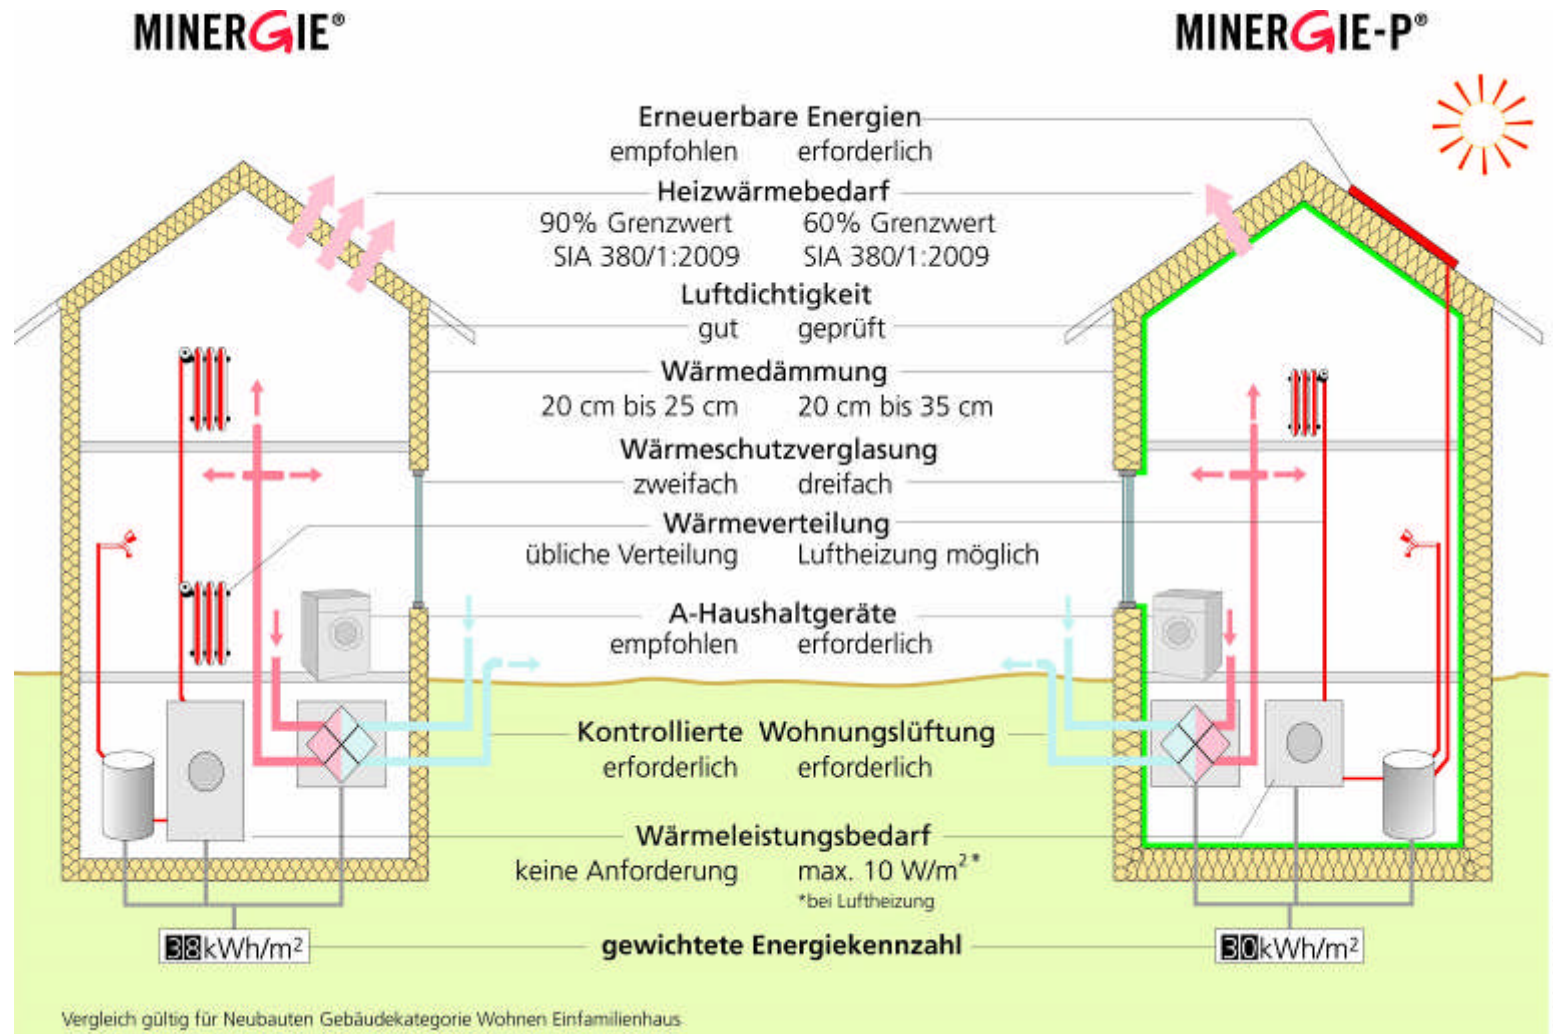 MINERGIE® MINERGIE-P®
Erneuerbare Energien
empfohlen erforderlich
Heizwärmebedarf
90% Grenzwert 60% Grenzwert
SIA 380/1:2009 SIA 380/1:2009
Luftdichtigkeit
gut geprüft
Wärmedämmung
20 cm bis 25 cm 20 cm bis 35 cm
Wärmeschutzverglasung
zweifach dreifach
Wärmeverteilung
übliche Verteilung Luftheizung möglich
A-Haushaltgeräte
empfohlen erforderlich
Kontrollierte Wohnungslüftung
erforderlich erforderlich
Wärmeleistungsbedarf
keine Anforderung max. 10 W/m²*
*bei Luftheizung
38kWh/m² gewichtete Energiekennzahl 30kWh/m²
Vergleich gültig für Neubauten Gebäudekategorie Wohnen Einfamilienhaus